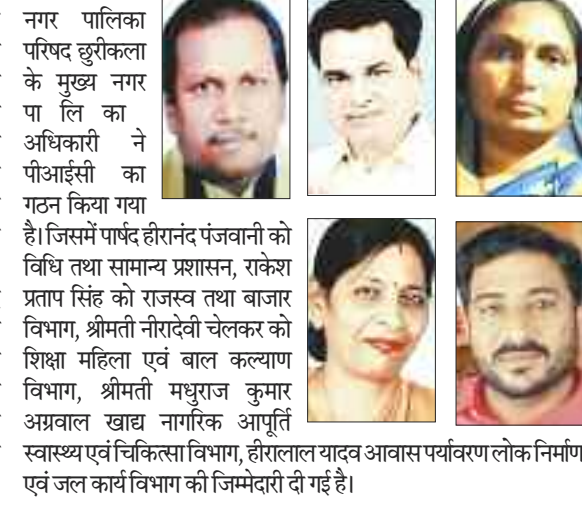 नगर पालिका
परिषद छुरीकला
के मुख्य नगर
पा लि का
अधिकारी ने
पीआईसी का
गठन किया गया
है। जिसमें पार्षद हीरानंद पंजवानी को
विधि तथा सामान्य प्रशासन, राकेश
प्रताप सिंह को राजस्व तथा बाजार
विभाग, श्रीमती नीरादेवी चेलकर को
शिक्षा महिला एवं बाल कल्याण
विभाग, श्रीमती मधुराज कुमार
अग्रवाल खाद्य नागरिक आपूर्ति
स्वास्थ्य एवं चिकित्सा विभाग, हीरालाल यादव आवास पर्यावरण लोक निर्माण
एवं जल कार्य विभाग की जिम्मेदारी दी गई है।